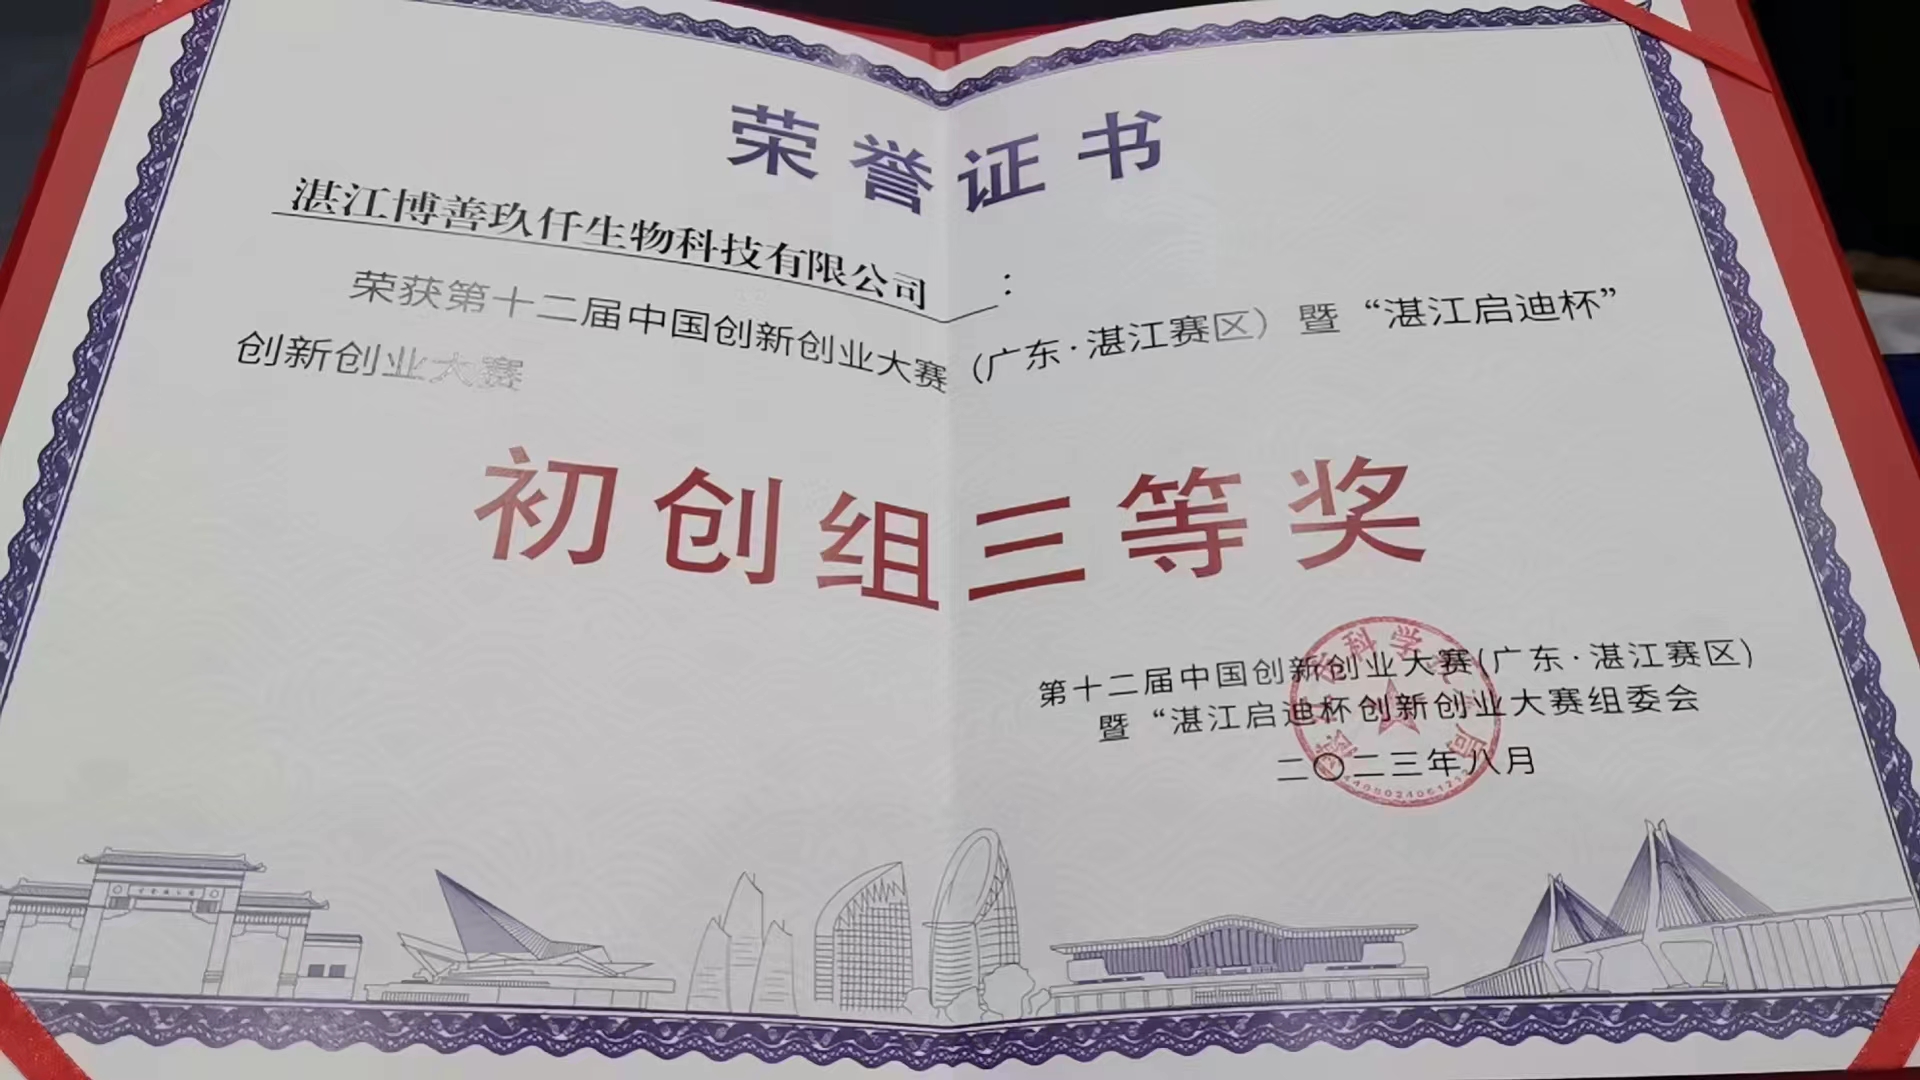 荣誉证书
湛江博善玖仟生物科技有限公司：
荣获第十二届中国创新创业大赛（广东·湛江赛区）暨“湛江启迪杯”
创新创业大赛
初创组三等奖
第十二届中国创新创业大赛(广东·湛江赛区)
暨“湛江启迪杯创新创业大赛组委会
二〇二三年八月